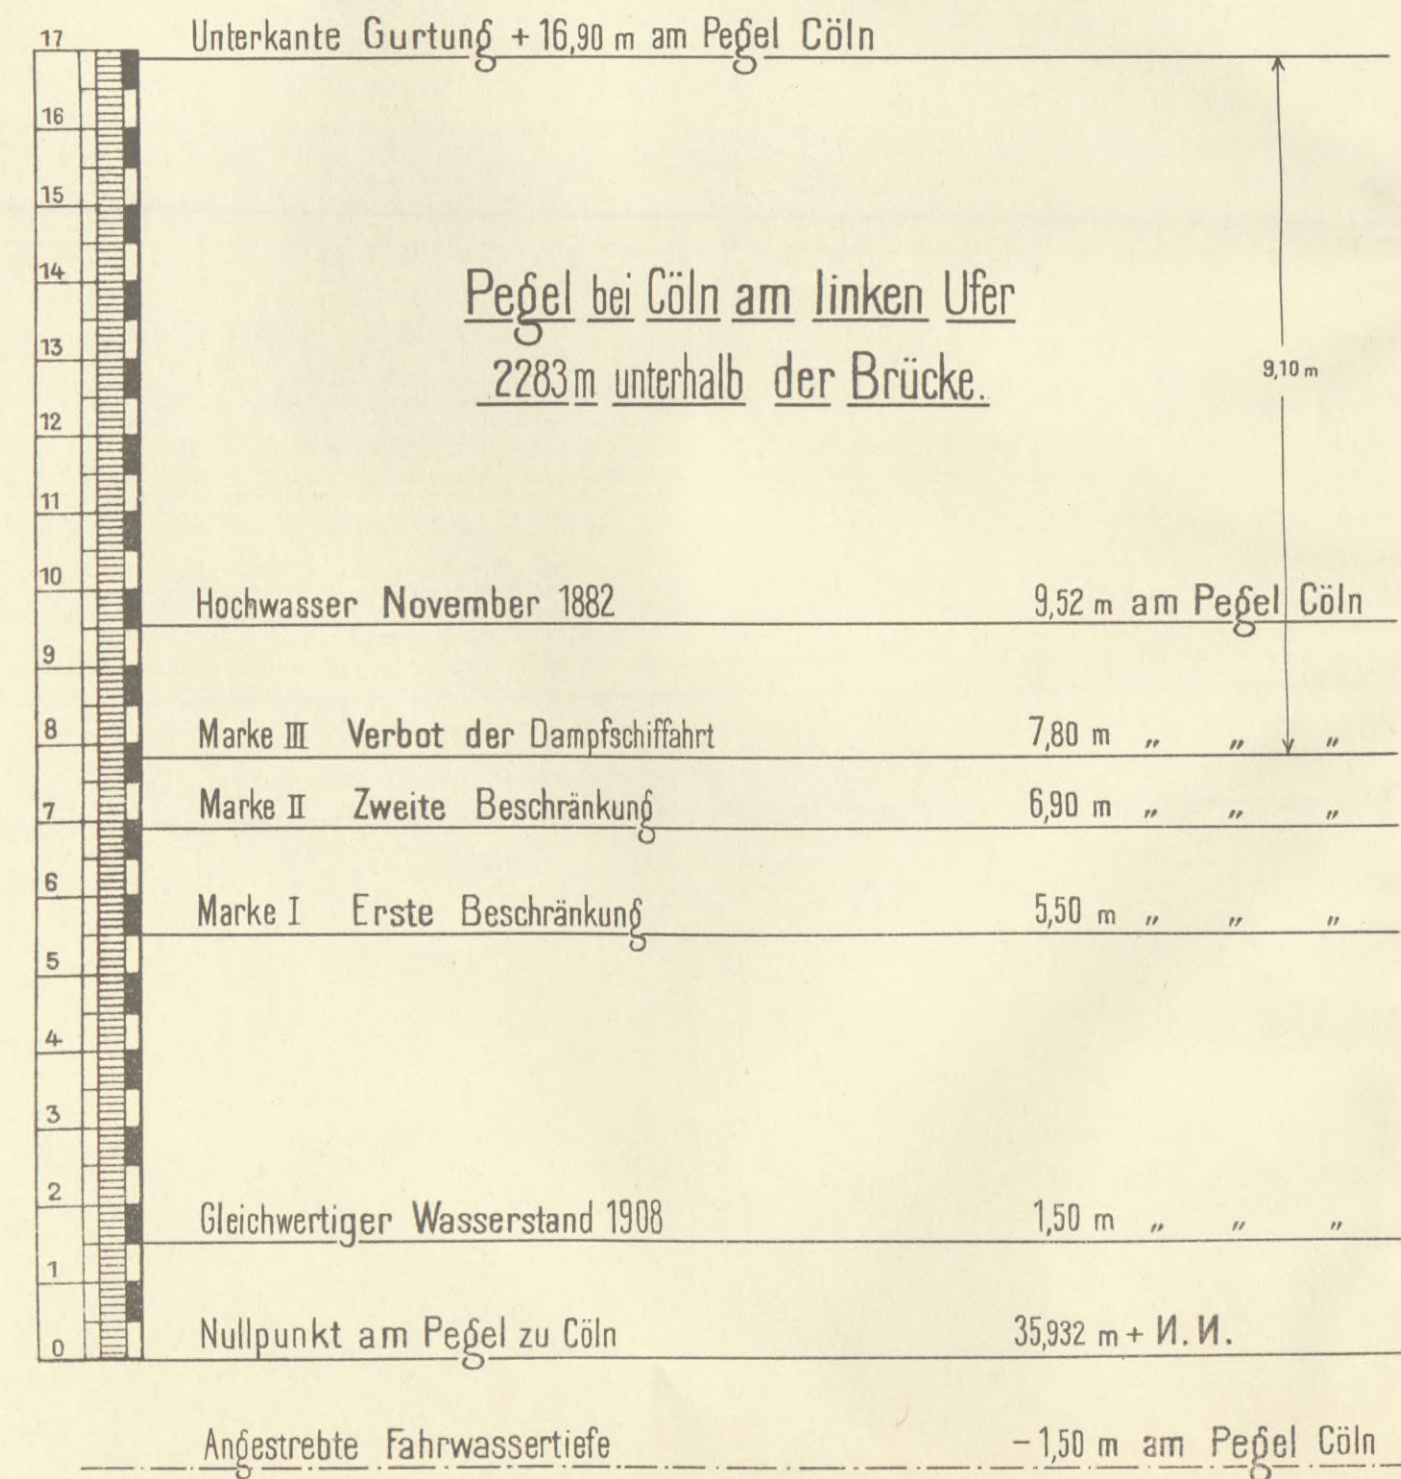 Unterkante Gurtung + 16,90 m am Pegel Cöln
17
16
15
14
Pegel bei Cöln am linken Ufer
13
2283 m unterhalb der Brücke.
9,10 m
12
11
10
Hochwasser November 1882 9,52 m am Pegel Cöln
9
8
Marke III Verbot der Dampfschiffahrt 7,80 m „ „ „
7
Marke II Zweite Beschränkung 6,90 m „ „ „
6
Marke I Erste Beschränkung 5,50 m „ „ „
5
4
3
2
Gleichwertiger Wasserstand 1908 1,50 m „ „ „
1
0
Nullpunkt am Pegel zu Cöln 35,932 m + N. N.
Angestrebte Fahrwassertiefe – 1,50 m am Pegel Cöln